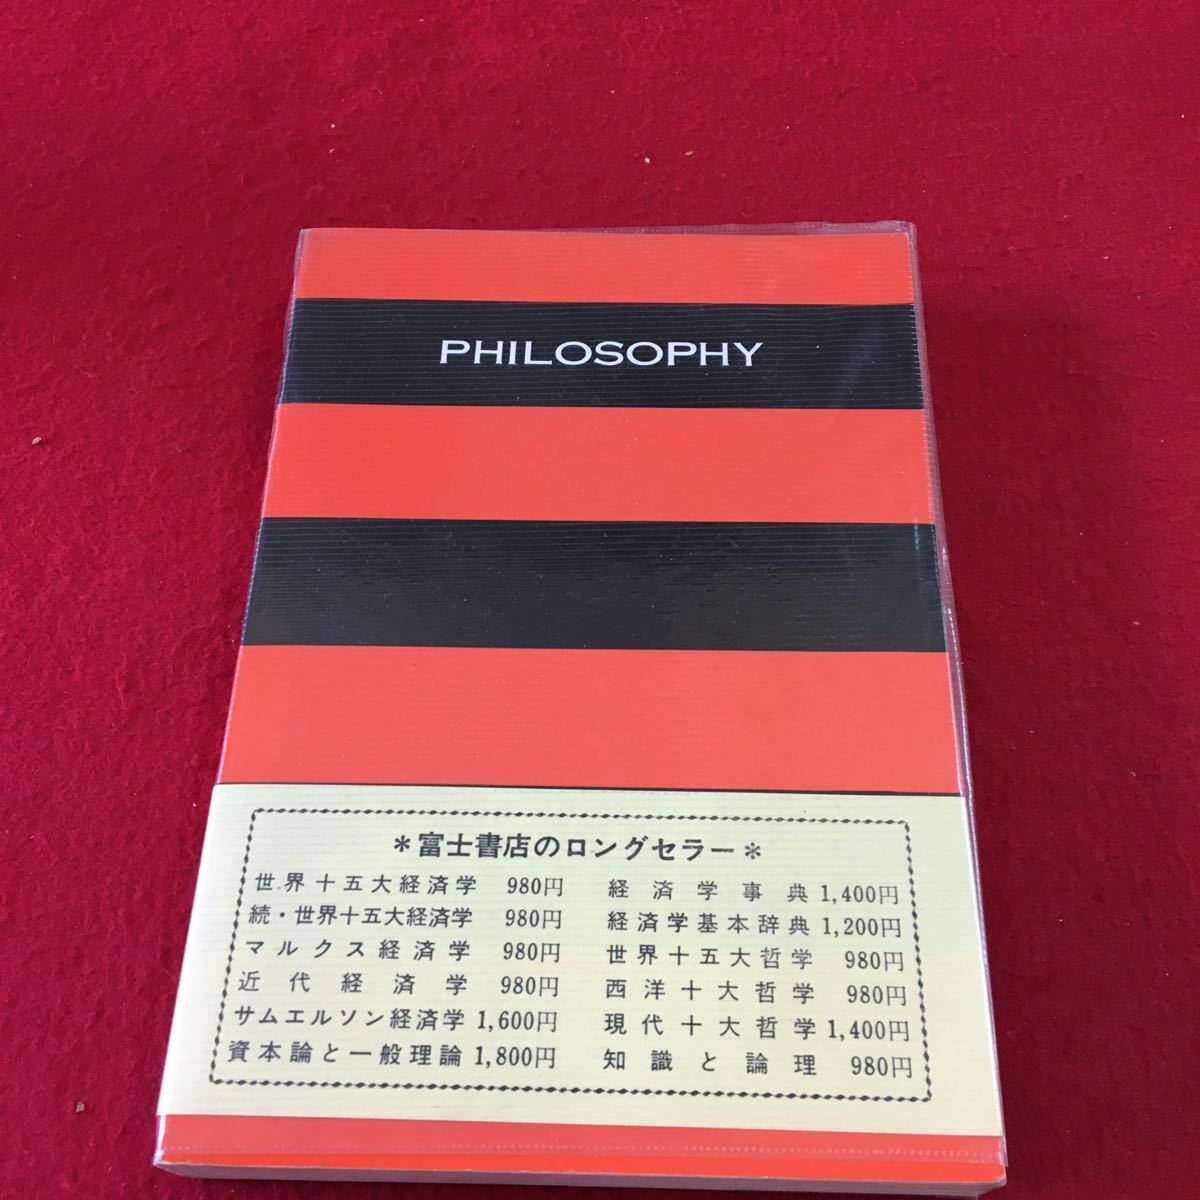 PHILOSOPHY
*富士書店のロングセラー*
世界十五大経済学 980円
続・世界十五大経済学 980円
マルクス経済学 980円
近代経済学 980円
サムエルソン経済学 1,600円
資本論と一般理論 1,800円
経済学事典 1,400円
経済学基本辞典 1,200円
世界十五大哲学 980円
西洋十大哲学 980円
現代十大哲学 1,400円
知識と論理 980円